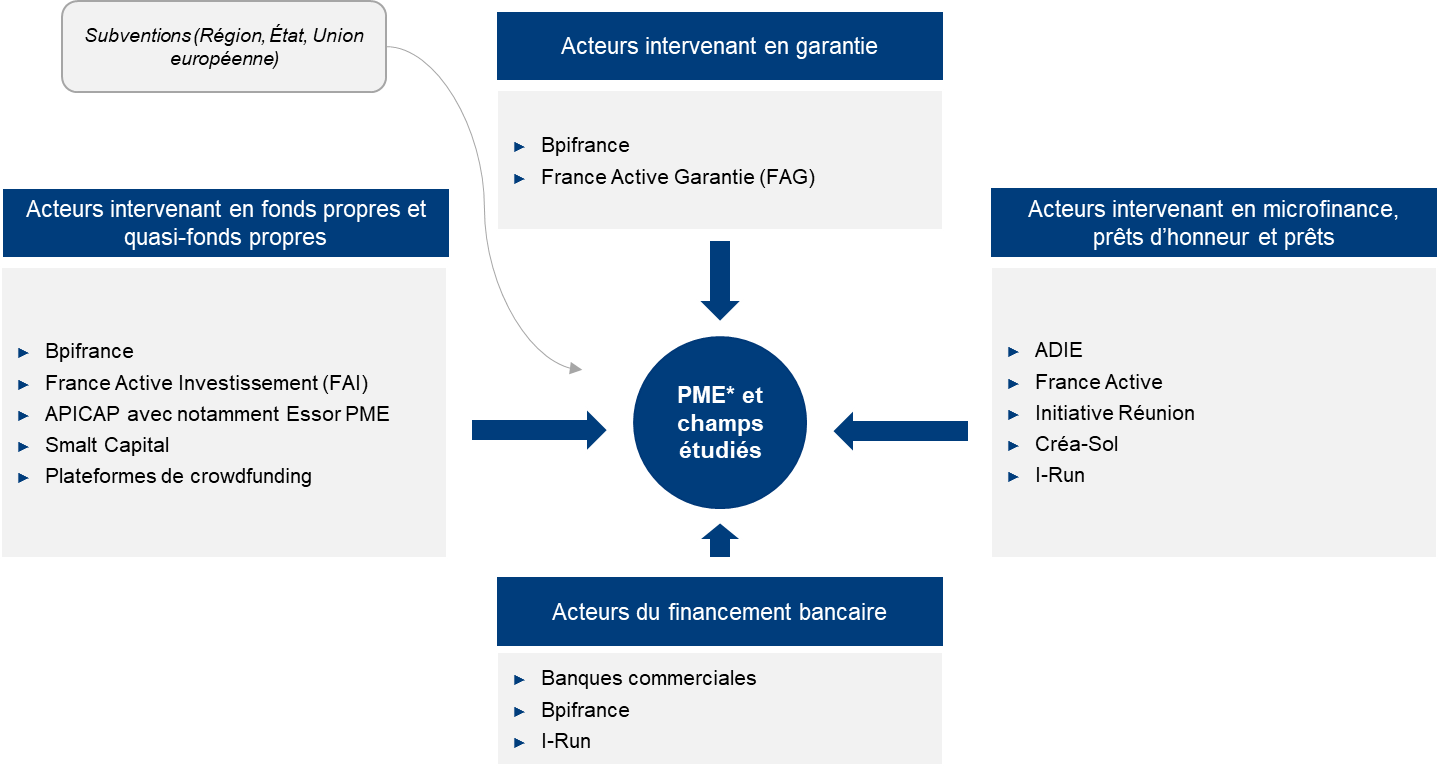 Subventions (Région, État, Union
européenne)
Acteurs intervenant en garantie
► Bpifrance
► France Active Garantie (FAG)
Acteurs intervenant en fonds propres et
quasi-fonds propres
► Bpifrance
► France Active Investissement (FAI)
► APICAP avec notamment Essor PME
► Smalt Capital
► Plateformes de crowdfunding
PME* et
champs
étudiés
Acteurs intervenant en microfinance,
prêts d’honneur et prêts
► ADIE
► France Active
► Initiative Réunion
► Créa-Sol
► I-Run
Acteurs du financement bancaire
► Banques commerciales
► Bpifrance
► I-Run